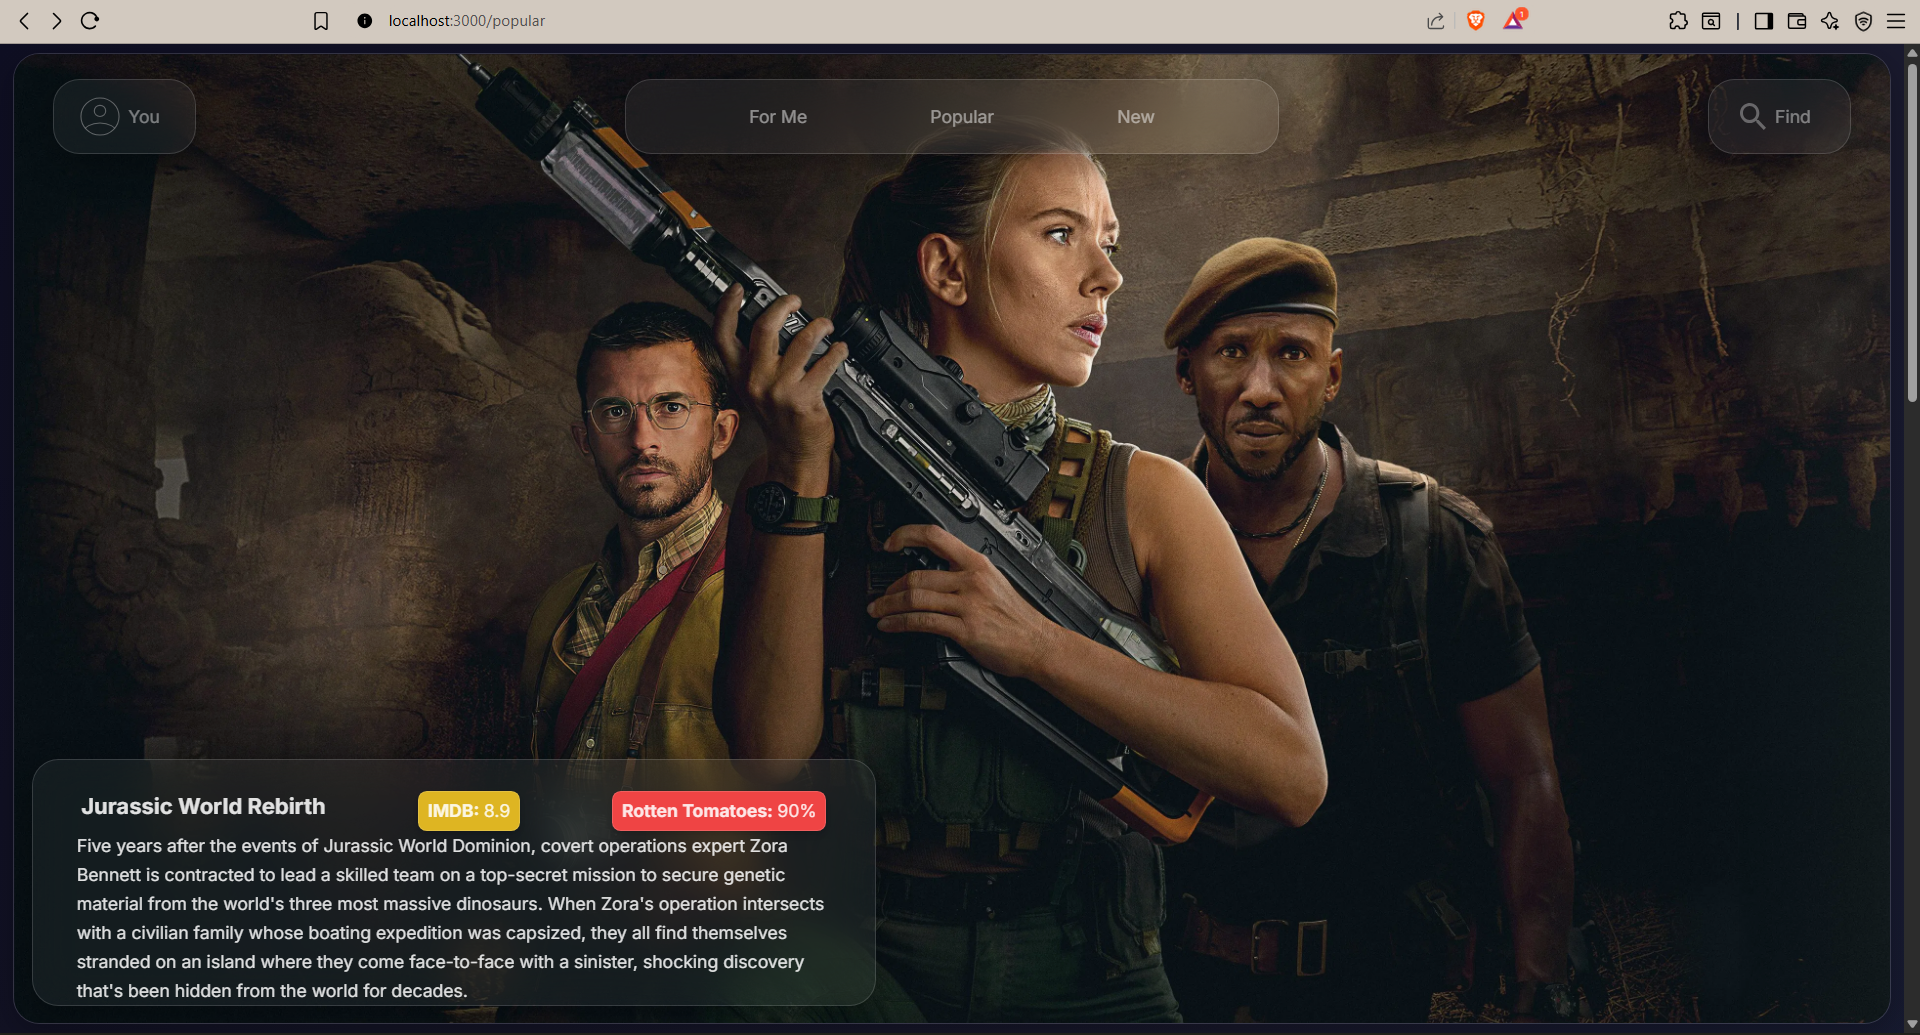 localhost:3000/popular
1
You
For Me
Popular
New
Find
Jurassic World Rebirth
IMDB: 8.9
Rotten Tomatoes: 90%
Five years after the events of Jurassic World Dominion, covert operations expert Zora
Bennett is contracted to lead a skilled team on a top-secret mission to secure genetic
material from the world's three most massive dinosaurs. When Zora's operation intersects
with a civilian family whose boating expedition was capsized, they all find themselves
stranded on an island where they come face-to-face with a sinister, shocking discovery
that's been hidden from the world for decades.